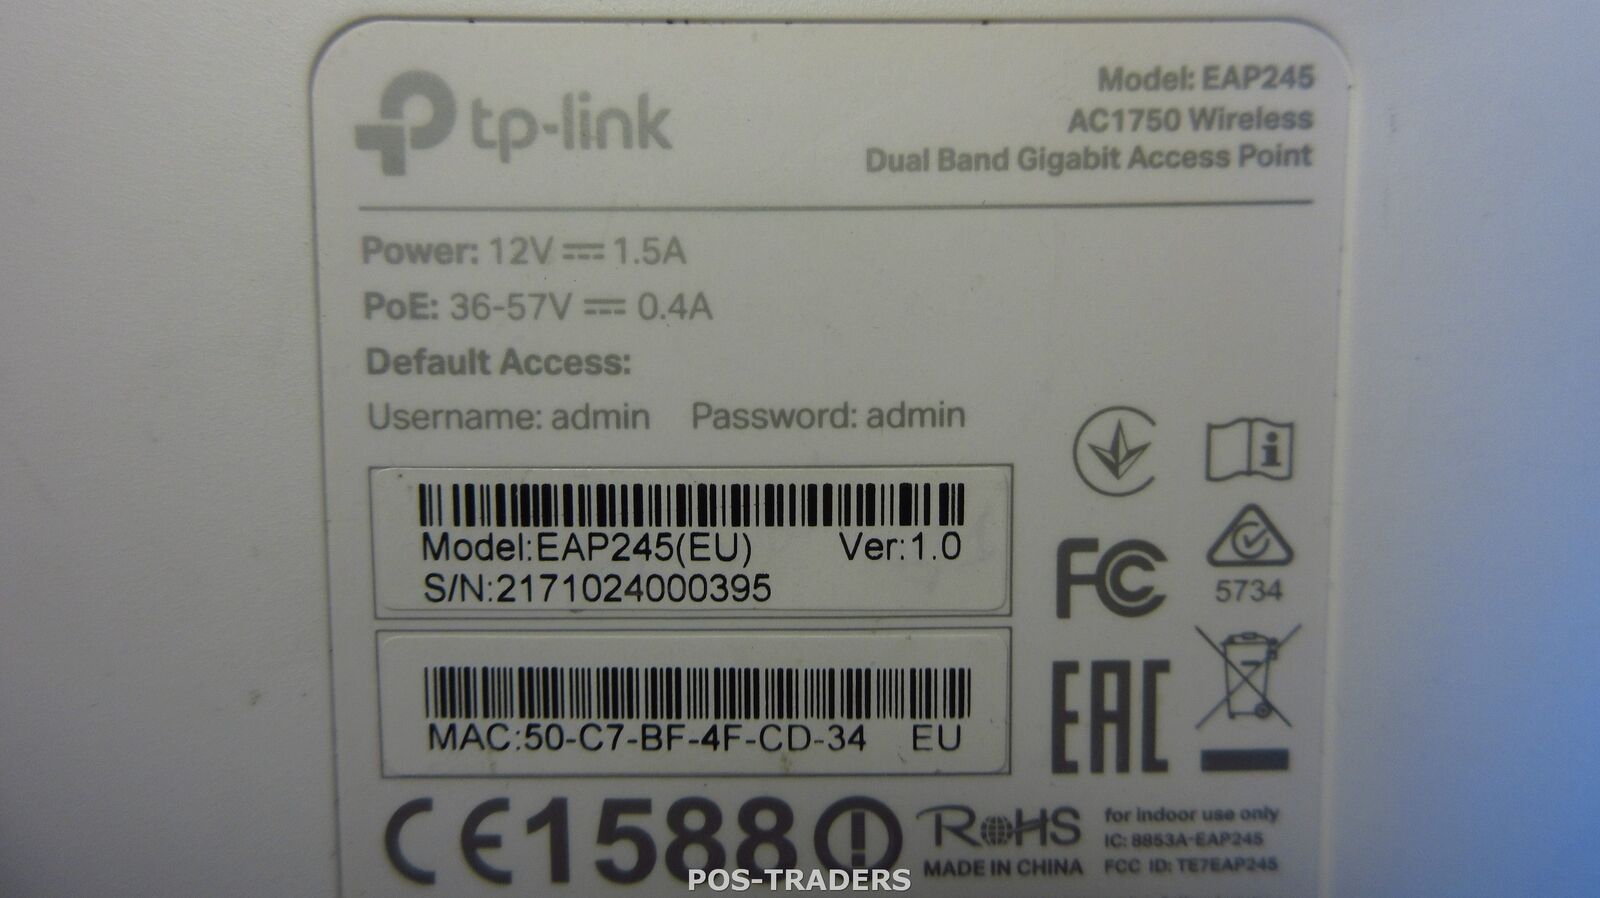 tp-link
Model: EAP245
AC1750 Wireless
Dual Band Gigabit Access Point
Power: 12V ⎓ 1.5A
PoE: 36-57V ⎓ 0.4A
Default Access:
Username: admin Password: admin
Model:EAP245(EU) Ver:1.0
S/N:2171024000395
MAC:50-C7-BF-4F-CD-34 EU
FC
5734
EAC
CE1588
RoHS
MADE IN CHINA
for indoor use only
IC: 8853A-EAP245
FCC ID: TE7EAP245
POS-TRADERS